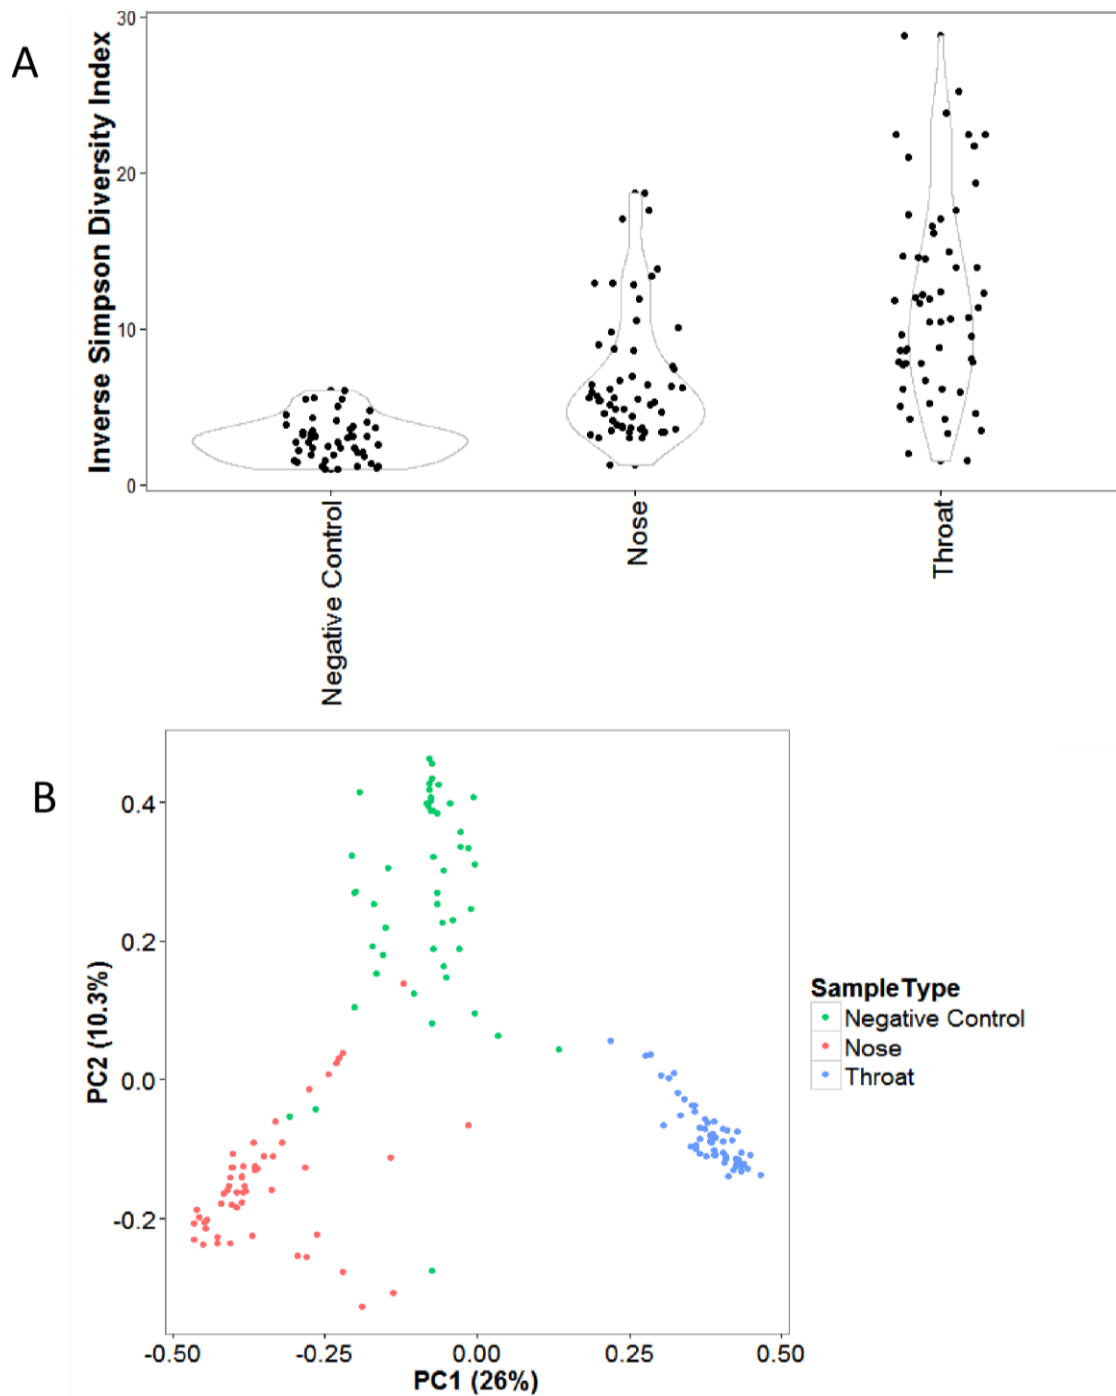 A
Inverse Simpson Diversity Index
30
20
10
0
Negative Control
Nose
Throat
B
PC2 (10.3%)
0.4
0.2
0.0
-0.2
-0.50
-0.25
0.00
0.25
0.50
PC1 (26%)
SampleType
Negative Control
Nose
Throat